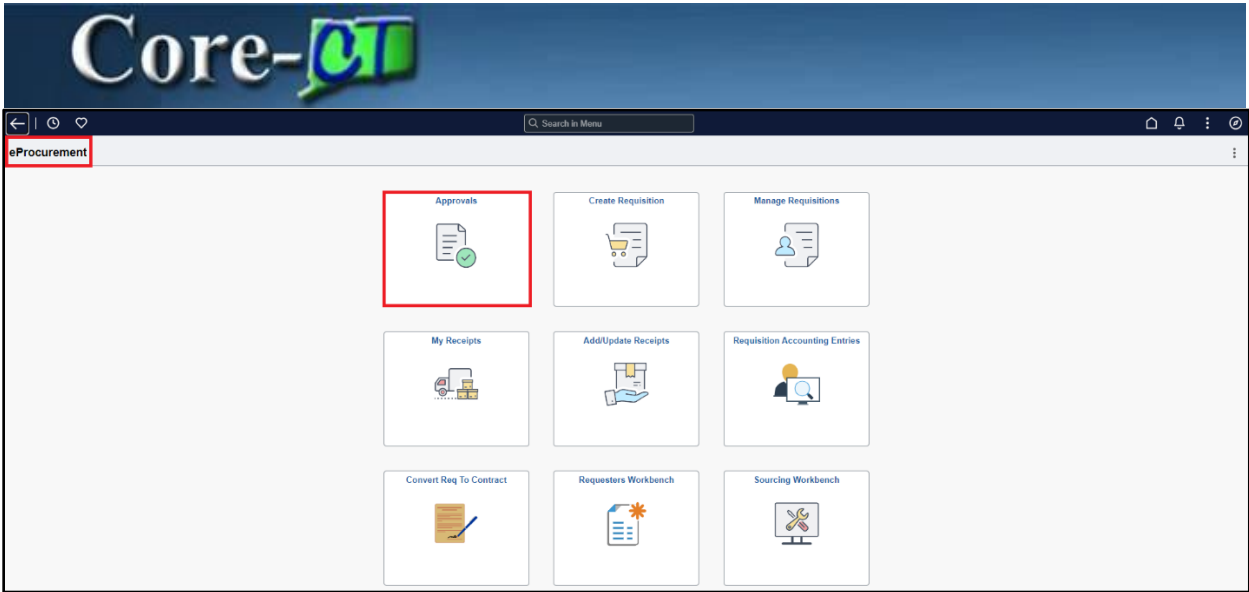 Core-CT
Search in Menu
eProcurement
Approvals
Create Requisition
Manage Requisitions
My Receipts
Add/Update Receipts
Requisition Accounting Entries
Convert Req To Contract
Requesters Workbench
Sourcing Workbench